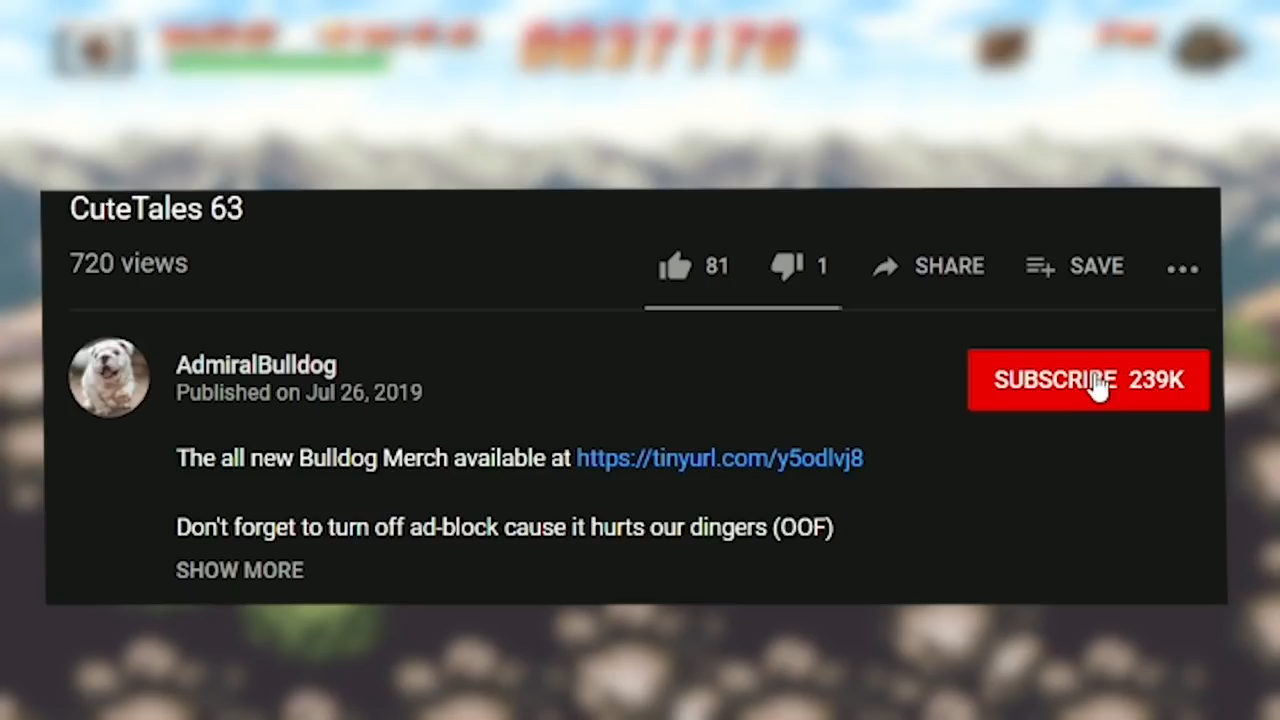 0037170
CuteTales 63
720 views
81
1
SHARE
SAVE
AdmiralBulldog
Published on Jul 26, 2019
SUBSCRIBE 239K
The all new Bulldog Merch available at https://tinyurl.com/y5odlvj8
Don't forget to turn off ad-block cause it hurts our dingers (OOF)
SHOW MORE